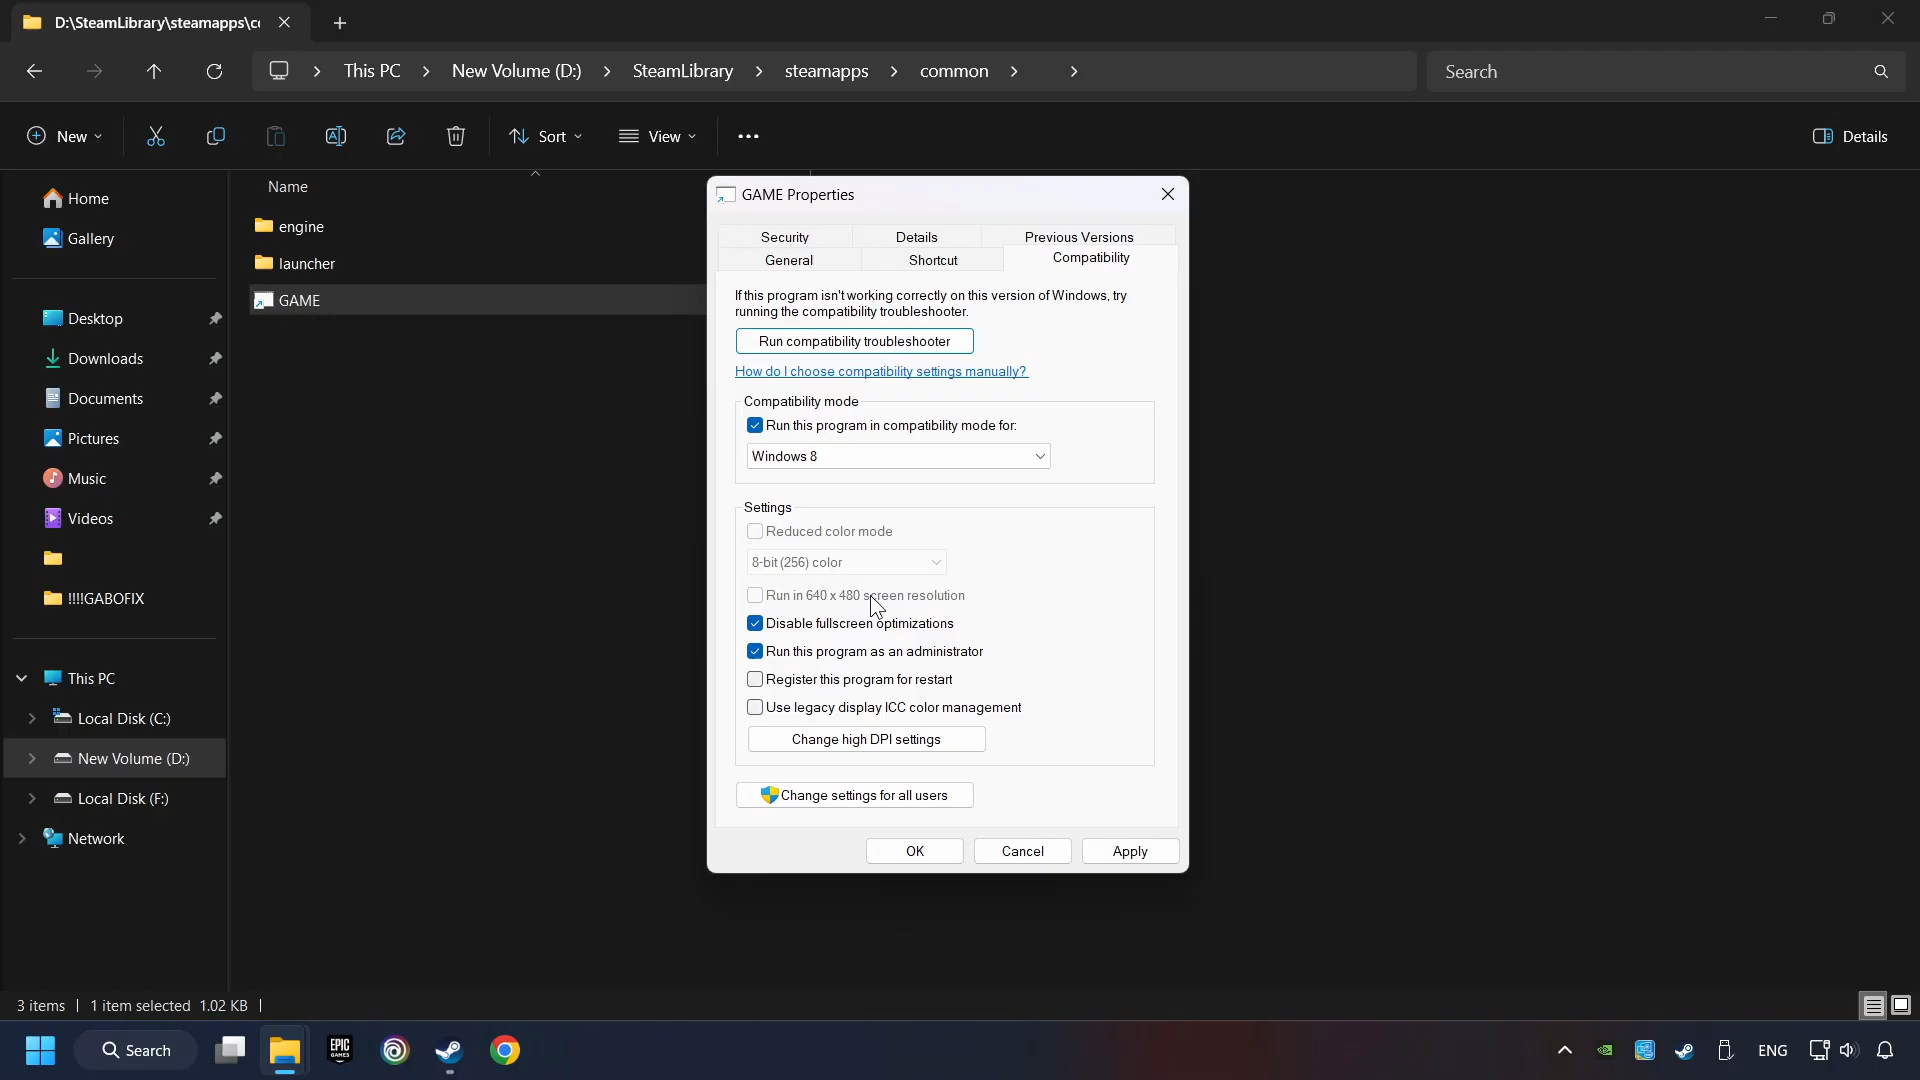 D:\SteamLibrary\steamapps\cc
This PC
New Volume (D:)
SteamLibrary
steamapps
common
Search
New
Sort
View
Details
Name
Home
Gallery
Desktop
Downloads
Documents
Pictures
Music
Videos
!!!!GABOFIX
This PC
Local Disk (C:)
New Volume (D:)
Local Disk (F:)
Network
engine
launcher
GAME
GAME Properties
Security
Details
Previous Versions
General
Shortcut
Compatibility
If this program isn't working correctly on this version of Windows, try
running the compatibility troubleshooter.
Run compatibility troubleshooter
How do I choose compatibility settings manually?
Compatibility mode
Run this program in compatibility mode for:
Windows 8
Settings
Reduced color mode
8-bit (256) color
Run in 640 x 480 screen resolution
Disable fullscreen optimizations
Run this program as an administrator
Register this program for restart
Use legacy display ICC color management
Change high DPI settings
Change settings for all users
OK
Cancel
Apply
3 items
1 item selected 1.02 KB
Search
EPIC
GAMES
ENG